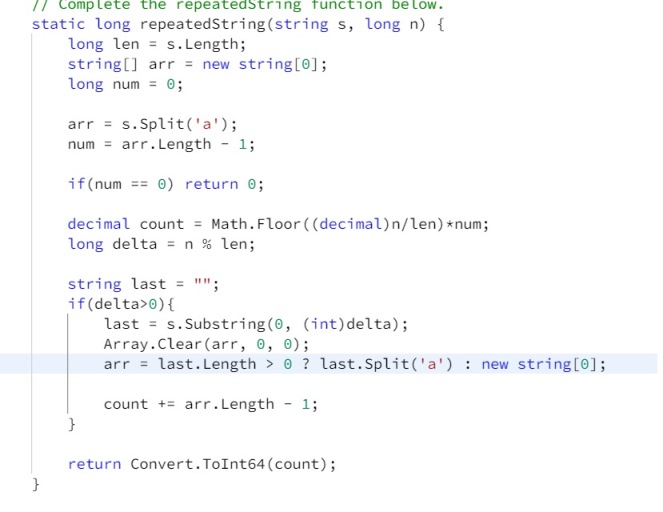 // Complete the repeatedString function below.
static long repeatedString(string s, long n) {
    long len = s.Length;
    string[] arr = new string[0];
    long num = 0;

    arr = s.Split('a');
    num = arr.Length - 1;

    if(num == 0) return 0;

    decimal count = Math.Floor((decimal)n/len)*num;
    long delta = n % len;

    string last = "";
    if(delta>0){
        last = s.Substring(0, (int)delta);
        Array.Clear(arr, 0, 0);
        arr = last.Length > 0 ? last.Split('a') : new string[0];

        count += arr.Length - 1;
    }

    return Convert.ToInt64(count);
}